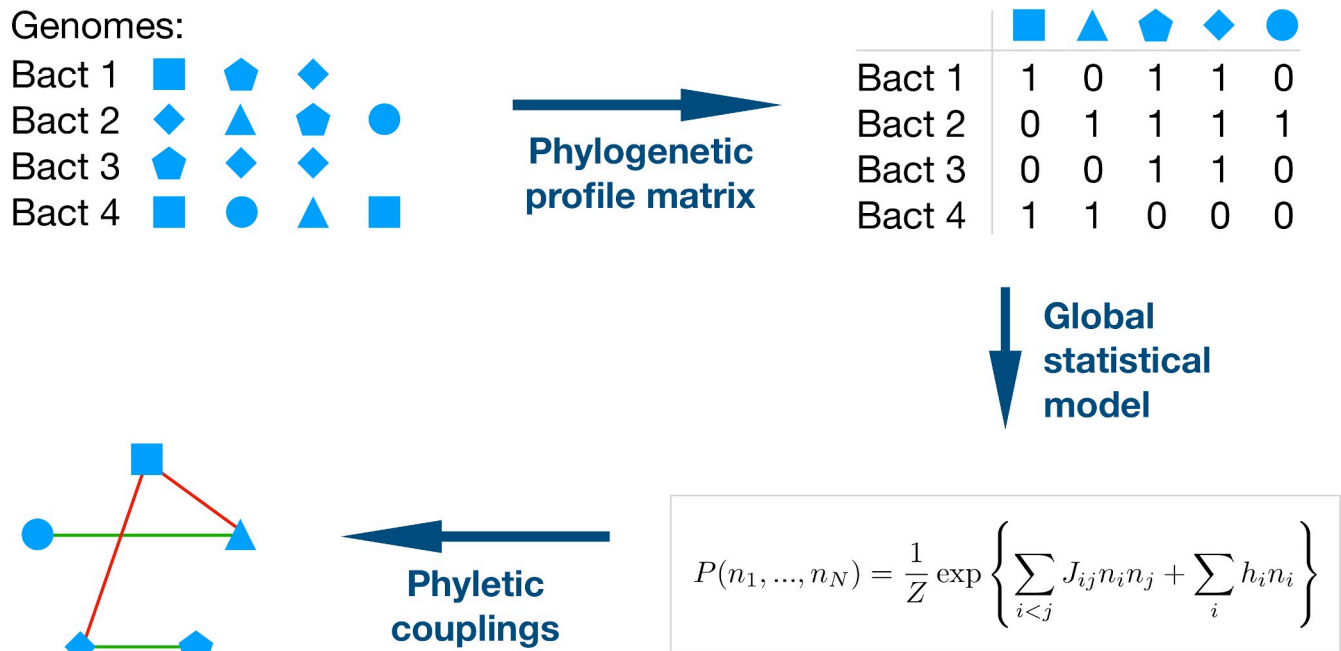 Genomes:
Bact 1
Bact 2
Bact 3
Bact 4
Phylogenetic
profile matrix
Bact 1 1 0 1 1 0
Bact 2 0 1 1 1 1
Bact 3 0 0 1 1 0
Bact 4 1 1 0 0 0
Global
statistical
model
P(n_1, ..., n_N) = \frac{1}{Z} \exp \left\{ \sum_{i<j} J_{ij} n_i n_j + \sum_i h_i n_i \right\}
Phyletic
couplings